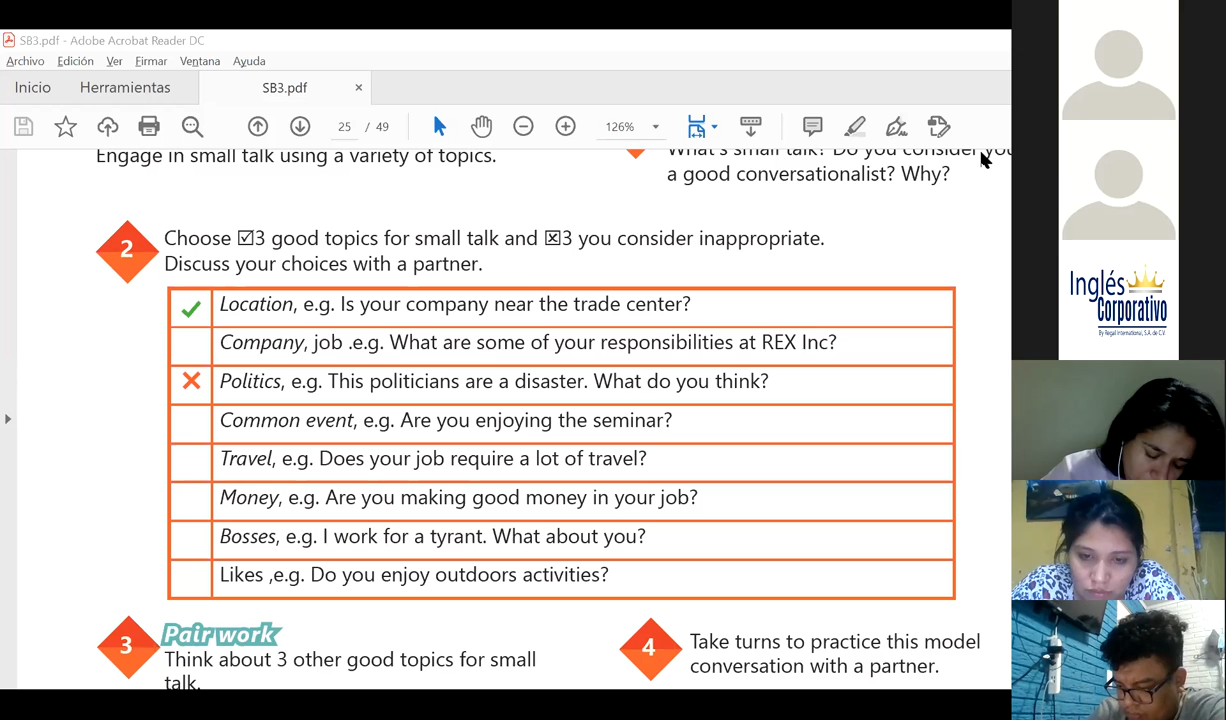 SB3.pdf - Adobe Acrobat Reader DC
Archivo Edición Ver Firmar Ventana Ayuda
Inicio Herramientas SB3.pdf ×
25 / 49 126%
Engage in small talk using a variety of topics.
What's small talk? Do you consider you
a good conversationalist? Why?
2
Choose ☑3 good topics for small talk and ☒3 you consider inappropriate.
Discuss your choices with a partner.
Location, e.g. Is your company near the trade center?
Company, job .e.g. What are some of your responsibilities at REX Inc?
Politics, e.g. This politicians are a disaster. What do you think?
Common event, e.g. Are you enjoying the seminar?
Travel, e.g. Does your job require a lot of travel?
Money, e.g. Are you making good money in your job?
Bosses, e.g. I work for a tyrant. What about you?
Likes ,e.g. Do you enjoy outdoors activities?
3
Pair work
Think about 3 other good topics for small
talk.
4
Take turns to practice this model
conversation with a partner.
Inglés
Corporativo
By Regal International, S.A. de C.V.